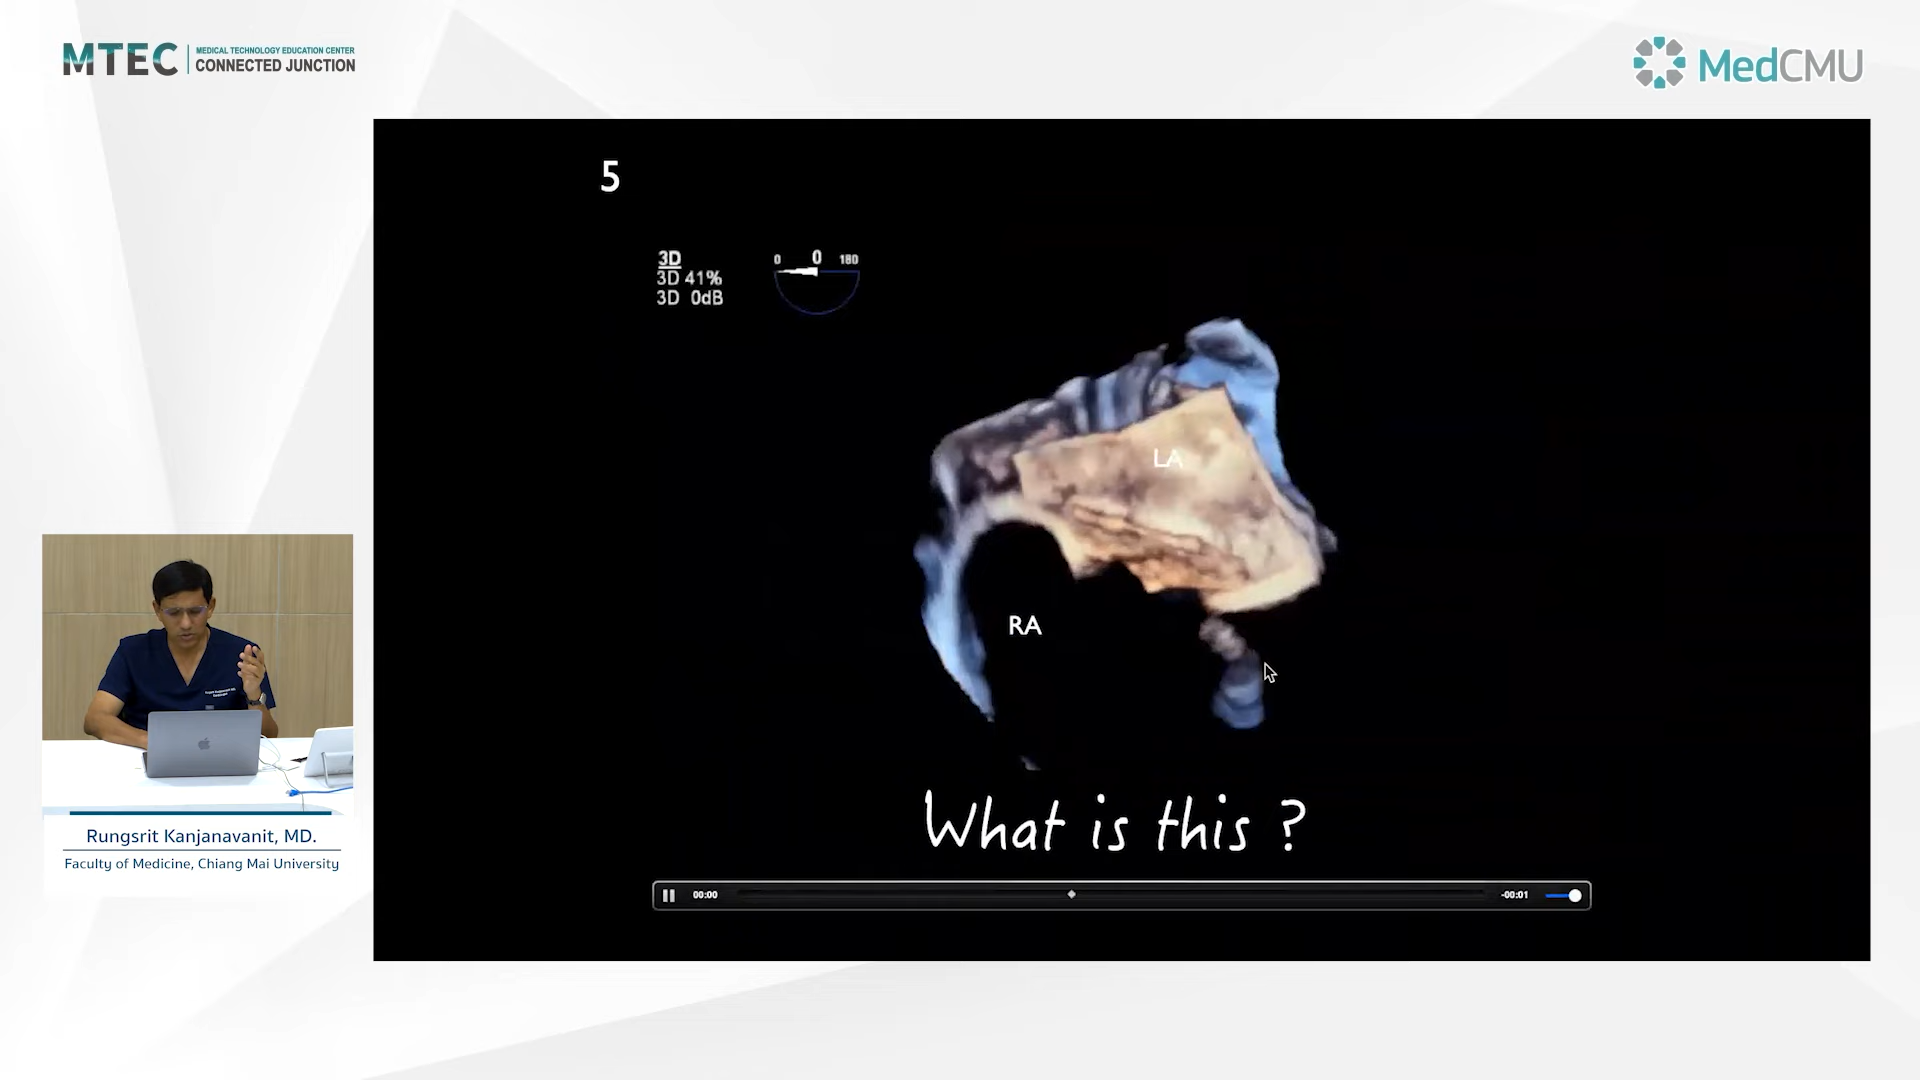 MTEC
MEDICAL TECHNOLOGY EDUCATION CENTER
CONNECTED JUNCTION
MedCMU
5
3D
3D 41%
3D 0dB
0 0 180
LA
RA
What is this ?
00:00
-00:01
Rungsrit Kanjanavanit, MD.
Faculty of Medicine, Chiang Mai University